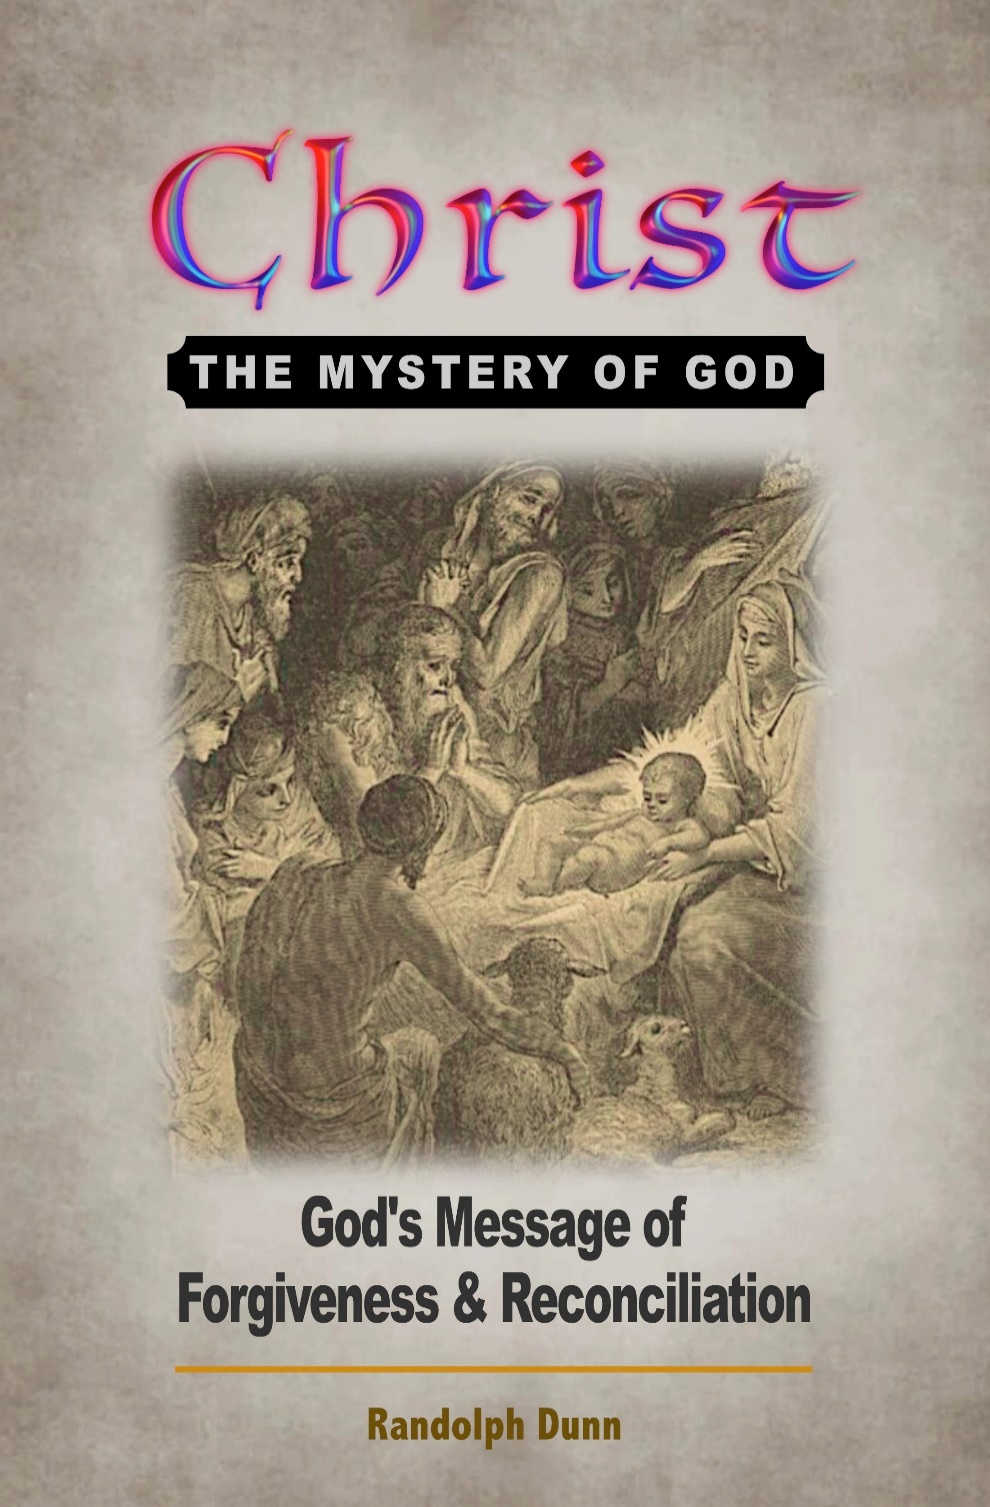 Christ
THE MYSTERY OF GOD
God's Message of
Forgiveness & Reconciliation
Randolph Dunn